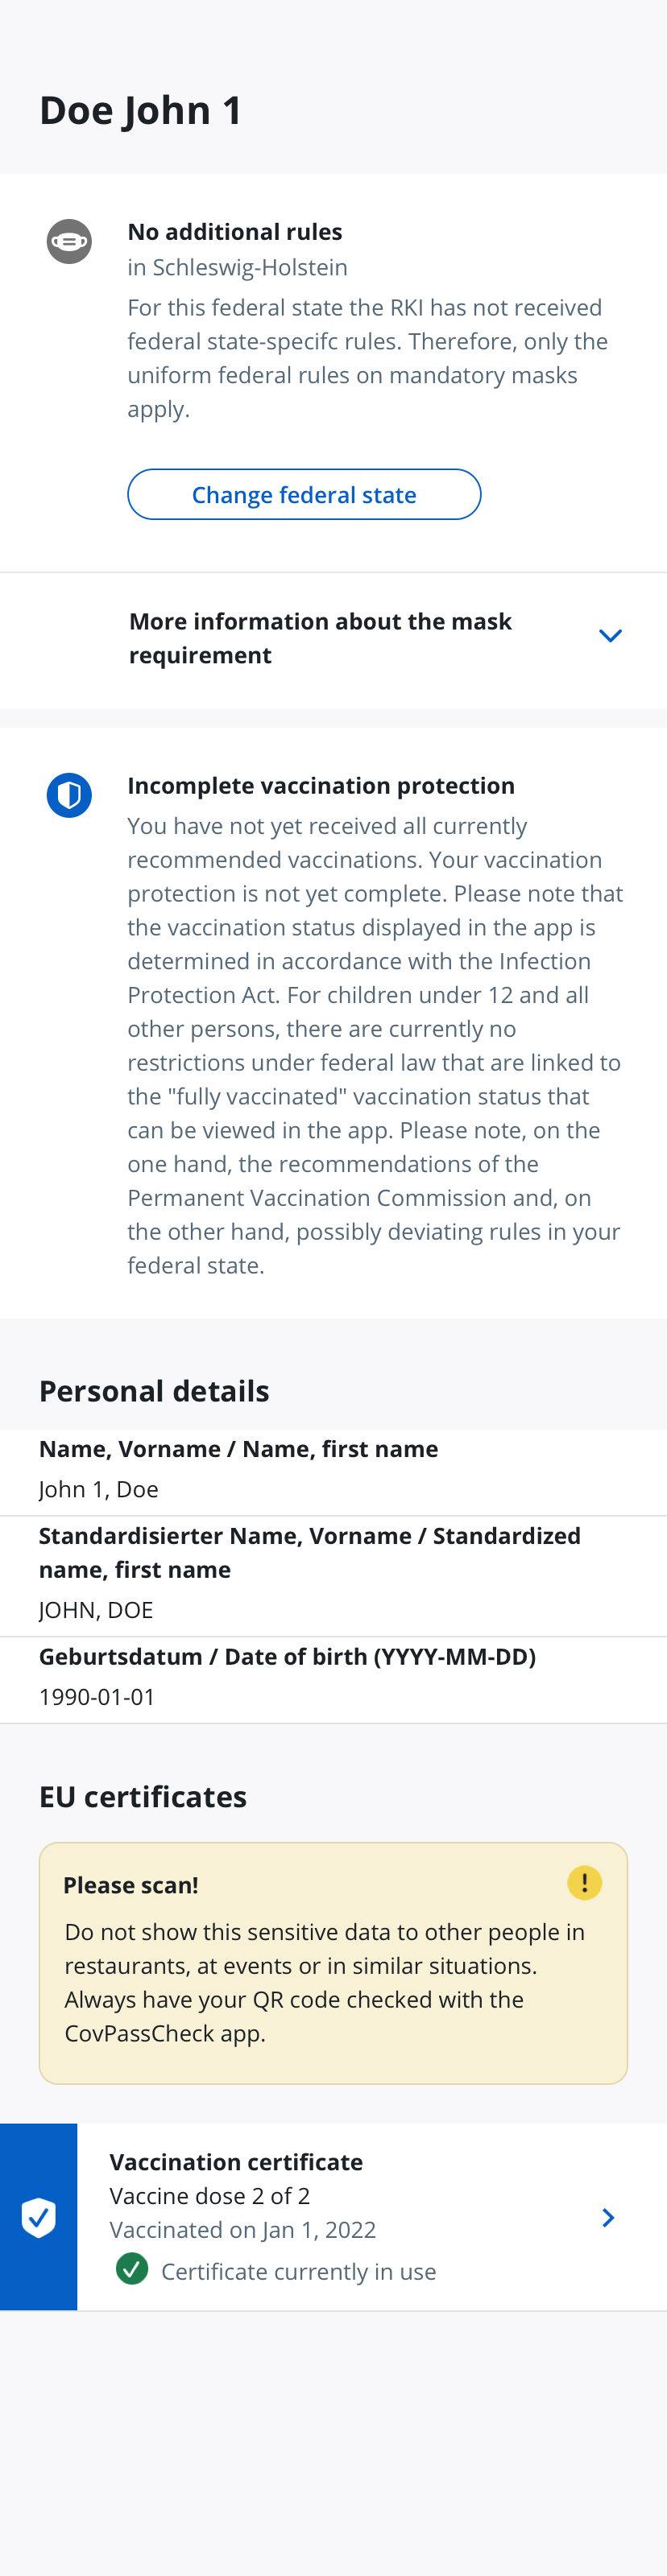 Doe John 1
No additional rules
in Schleswig-Holstein
For this federal state the RKI has not received
federal state-specifc rules. Therefore, only the
uniform federal rules on mandatory masks
apply.
Change federal state
More information about the mask
requirement
Incomplete vaccination protection
You have not yet received all currently
recommended vaccinations. Your vaccination
protection is not yet complete. Please note that
the vaccination status displayed in the app is
determined in accordance with the Infection
Protection Act. For children under 12 and all
other persons, there are currently no
restrictions under federal law that are linked to
the "fully vaccinated" vaccination status that
can be viewed in the app. Please note, on the
one hand, the recommendations of the
Permanent Vaccination Commission and, on
the other hand, possibly deviating rules in your
federal state.
Personal details
Name, Vorname / Name, first name
John 1, Doe
Standardisierter Name, Vorname / Standardized
name, first name
JOHN, DOE
Geburtsdatum / Date of birth (YYYY-MM-DD)
1990-01-01
EU certificates
Please scan!
Do not show this sensitive data to other people in
restaurants, at events or in similar situations.
Always have your QR code checked with the
CovPassCheck app.
Vaccination certificate
Vaccine dose 2 of 2
Vaccinated on Jan 1, 2022
Certificate currently in use